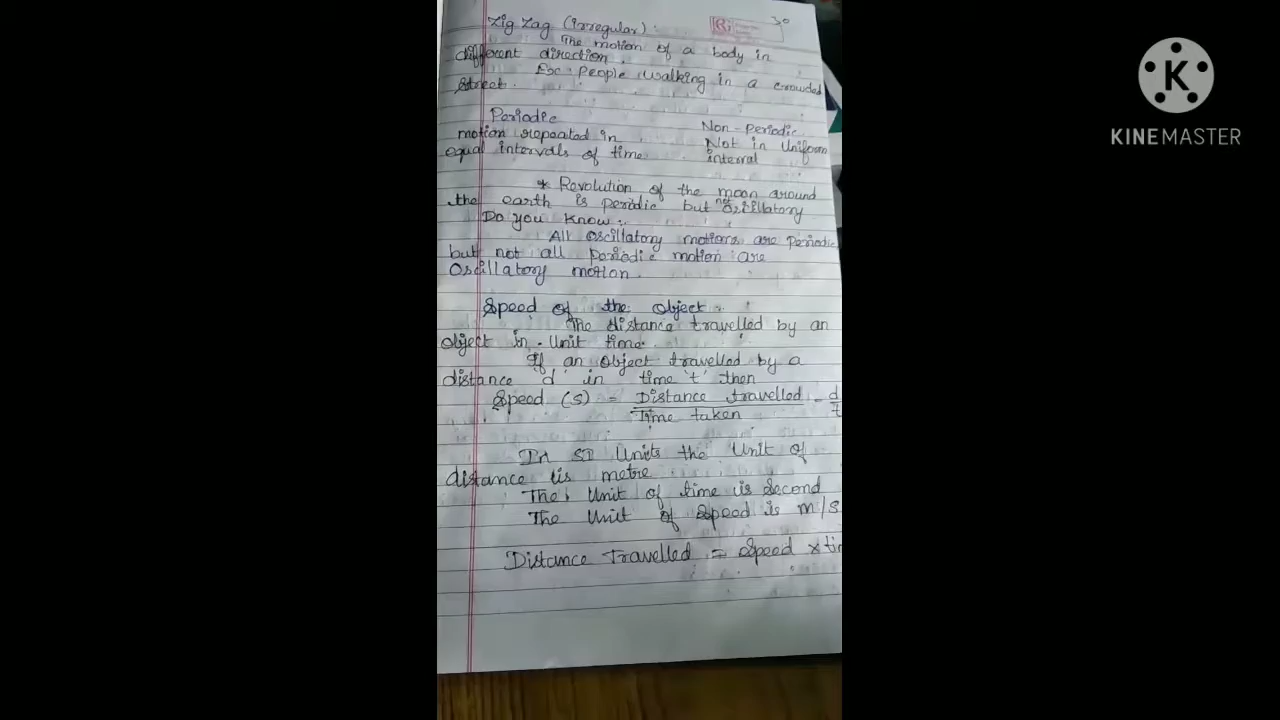 Zig Zag (irregular) :
30
The motion of a body in
different direction.
Ex: People walking in a crowded
street.
Periodic
motion repeated in
equal intervals of time.
Non-periodic
Not in Uniform
interval
* Revolution of the moon around
the earth is periodic but not oscillatory
Do you know :
All oscillatory motions are periodic
but not all periodic motion are
Oscillatory motion.
Speed of the object :
The distance travelled by an
object in unit time.
If an object travelled by a
distance 'd' in time 't' then
Speed (s) = Distance travelled = d
Time taken t
In SI Units the Unit of
distance is metre
The Unit of time is second
The Unit of speed is m/s
Distance Travelled = Speed x tim
KINEMASTER